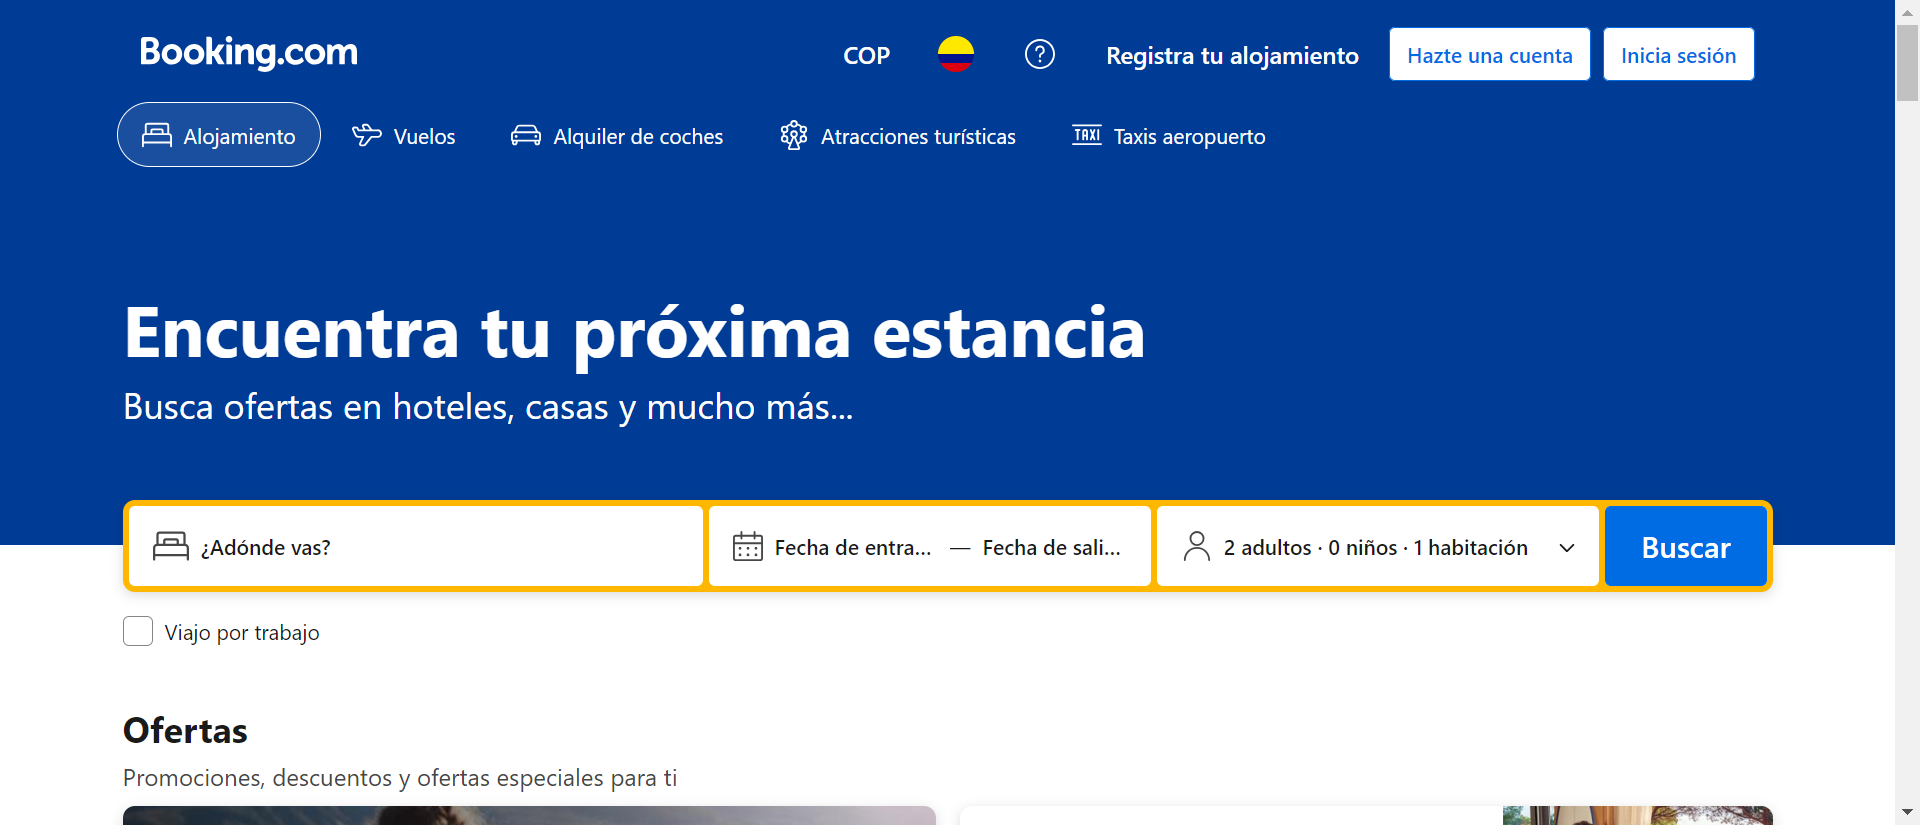 Booking.com
COP
Registra tu alojamiento
Hazte una cuenta
Inicia sesión
Alojamiento
Vuelos
Alquiler de coches
Atracciones turísticas
TAXI
Taxis aeropuerto
Encuentra tu próxima estancia
Busca ofertas en hoteles, casas y mucho más...
¿Adónde vas?
Fecha de entra... — Fecha de sali...
2 adultos · 0 niños · 1 habitación
Buscar
Viajo por trabajo
Ofertas
Promociones, descuentos y ofertas especiales para ti